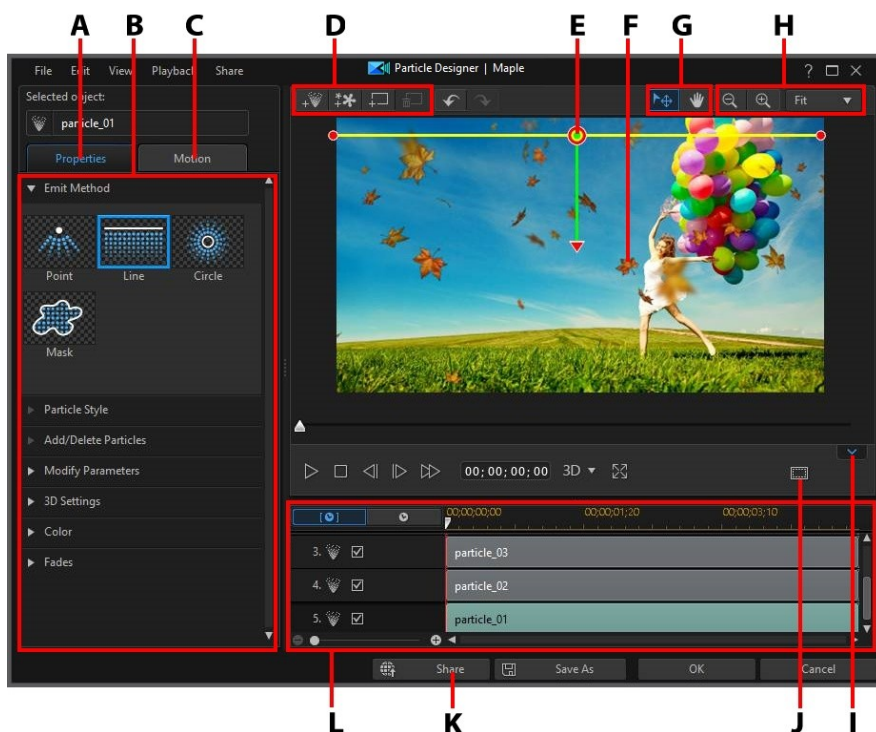 A B C D E F G H
File Edit View Playback Share
Particle Designer | Maple
?
Selected object:
particle_01
Fit
Properties Motion
Emit Method
Point Line Circle
Mask
Particle Style
Add/Delete Particles
Modify Parameters
3D Settings
Color
Fades
00; 00; 00; 00 3D
00;00;00;00 00;00;01;20 00;00;03;10
3. particle_03
4. particle_02
5. particle_01
Share Save As OK Cancel
L K J I